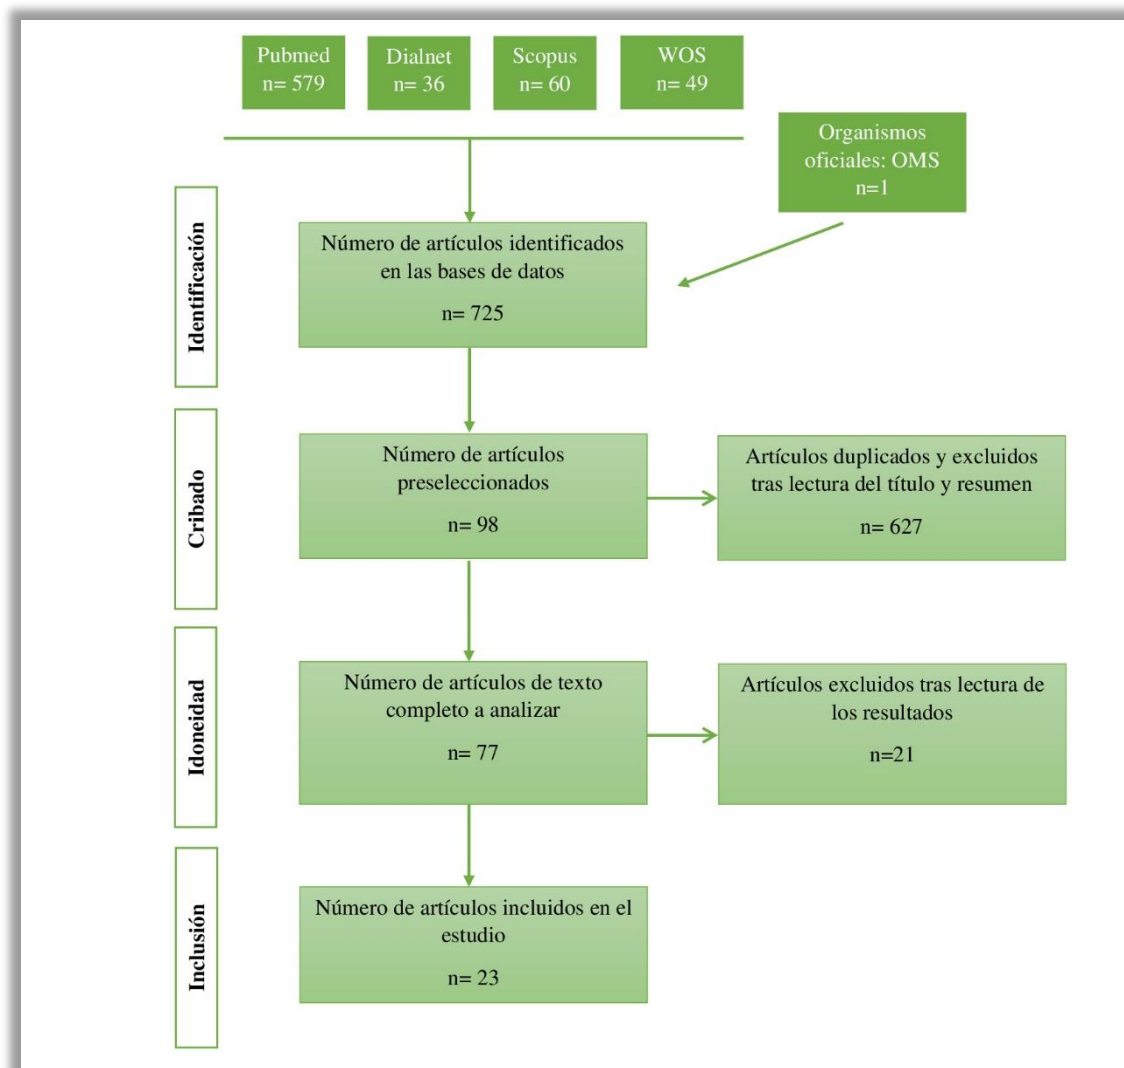 Pubmed
n= 579
Dialnet
n= 36
Scopus
n= 60
WOS
n= 49
Organismos
oficiales: OMS
n=1
Identificación
Número de artículos identificados
en las bases de datos
n= 725
Cribado
Número de artículos
preseleccionados
n= 98
Artículos duplicados y excluidos
tras lectura del título y resumen
n= 627
Idoneidad
Número de artículos de texto
completo a analizar
n= 77
Artículos excluidos tras lectura de
los resultados
n=21
Inclusión
Número de artículos incluidos en el
estudio
n= 23